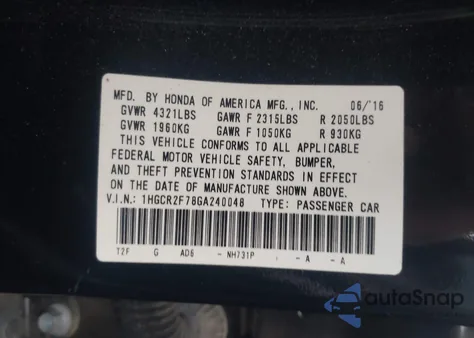 MFD. BY HONDA OF AMERICA MFG., INC. 06/'16
GVWR 4321LBS GAWR F 2315LBS R 2050LBS
GVWR 1960KG GAWR F 1050KG R 930KG
THIS VEHICLE CONFORMS TO ALL APPLICABLE
FEDERAL MOTOR VEHICLE SAFETY, BUMPER,
AND THEFT PREVENTION STANDARDS IN EFFECT
ON THE DATE OF MANUFACTURE SHOWN ABOVE.
V.I.N.: 1HGCR2F78GA240048 TYPE: PASSENGER CAR
T2F G AD6 - NH731P - A - A
autoSnap